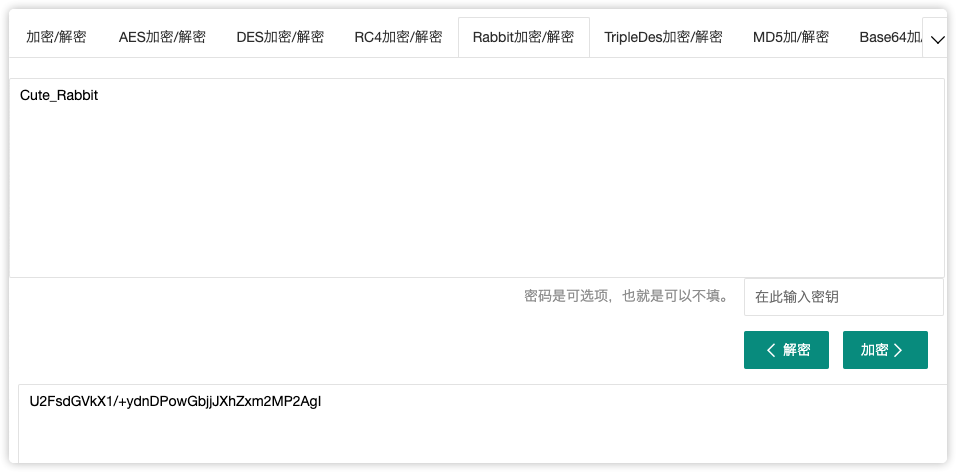 加密/解密 AES加密/解密 DES加密/解密 RC4加密/解密 Rabbit加密/解密 TripleDes加密/解密 MD5加/解密 Base64加/
Cute_Rabbit
密码是可选项，也就是可以不填。 在此输入密钥
解密 加密
U2FsdGVkX1/+ydnDPowGbjjJXhZxm2MP2AgI